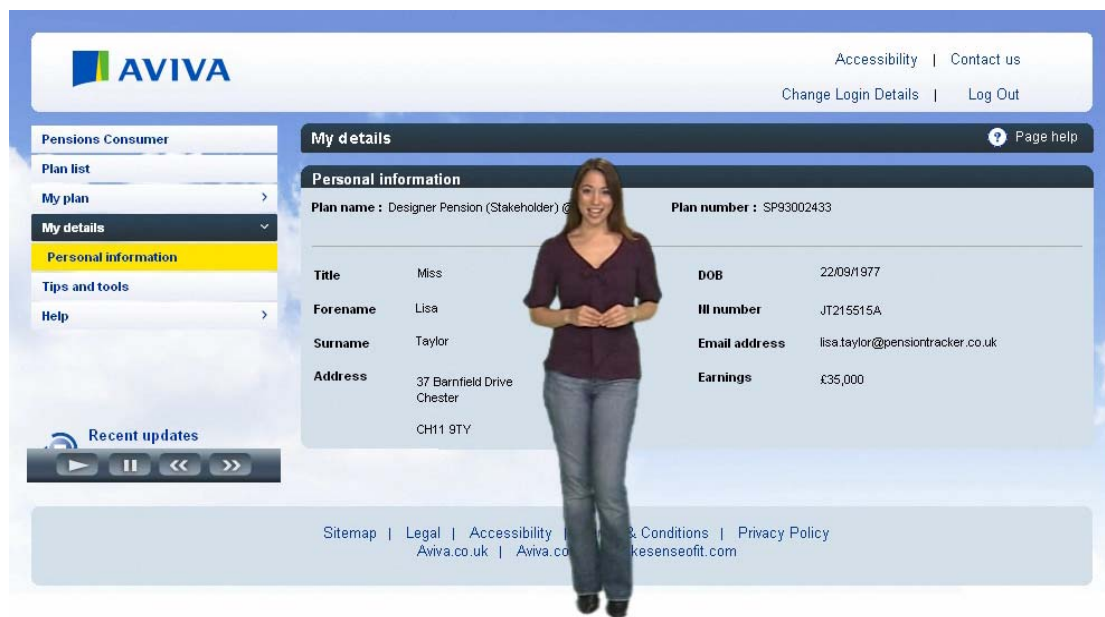 AVIVA
Accessibility | Contact us
Change Login Details | Log Out
Pensions Consumer
Plan list
My plan
My details
Personal information
Tips and tools
Help
Recent updates
My details
Page help
Personal information
Plan name : Designer Pension (Stakeholder) @
Plan number : SP93002433
Title Miss
Forename Lisa
Surname Taylor
Address 37 Barnfield Drive
Chester
CH11 9TY
DOB 22/09/1977
NI number JT215515A
Email address lisa.taylor@pensiontracker.co.uk
Earnings £35,000
Sitemap | Legal | Accessibility | & Conditions | Privacy Policy
Aviva.co.uk |